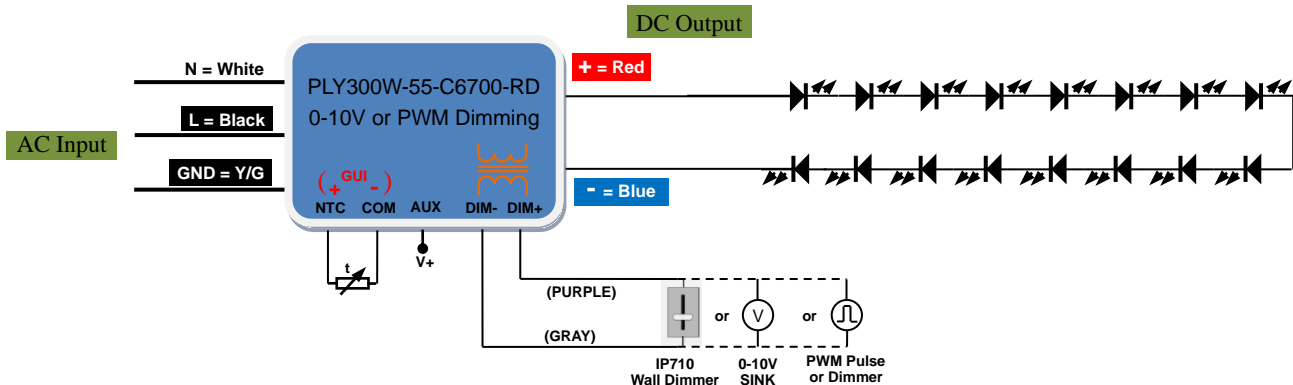 DC Output
N = White
+ = Red
PLY300W-55-C6700-RD
0-10V or PWM Dimming
L = Black
AC Input
GND = Y/G
(+ GUI -)
- = Blue
NTC COM AUX DIM- DIM+
t
V+
(PURPLE)
or V or
(GRAY)
IP710
Wall Dimmer
0-10V
SINK
PWM Pulse
or Dimmer